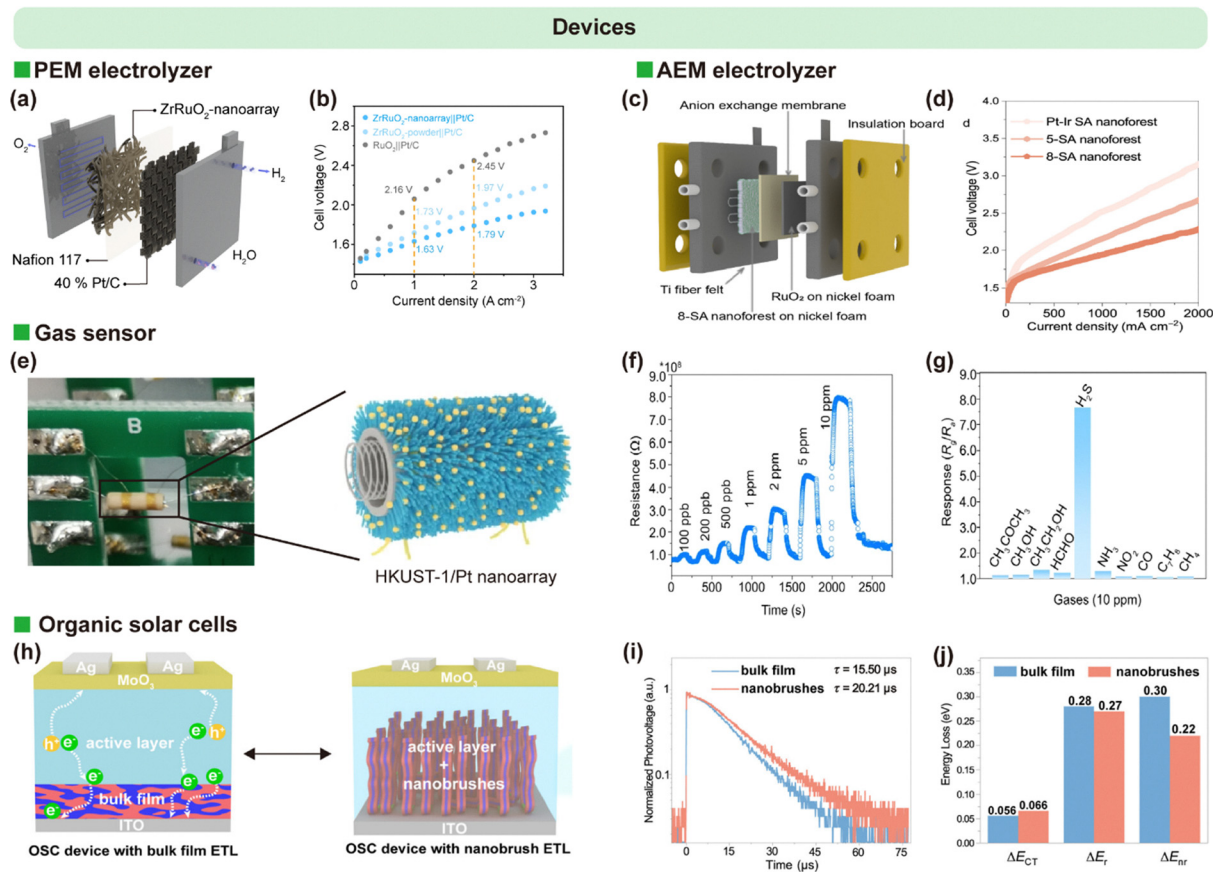 Devices
PEM electrolyzer
(a)
ZrRuO₂-nanoarray
O₂
H₂
H₂O
Nafion 117
40 % Pt/C
(b)
ZrRuO₂-nanoarray||Pt/C
ZrRuO₂-powder||Pt/C
RuO₂||Pt/C
2.8
2.4
2.0
1.6
Cell voltage (V)
2.16 V
2.45 V
1.73 V
1.97 V
1.63 V
1.79 V
0
1
2
3
Current density (A cm⁻²)
AEM electrolyzer
(c)
Anion exchange membrane
Insulation board
Ti fiber felt
RuO₂ on nickel foam
8-SA nanoforest on nickel foam
(d)
d
4.0
3.5
3.0
2.5
2.0
1.5
Cell voltage (V)
Pt-Ir SA nanoforest
5-SA nanoforest
8-SA nanoforest
0
500
1000
1500
2000
Current density (mA cm⁻²)
Gas sensor
(e)
B
HKUST-1/Pt nanoarray
(f)
*10⁸
9.0
8.0
7.0
6.0
5.0
4.0
3.0
2.0
1.0
0.0
Resistance (Ω)
100 ppb
200 ppb
500 ppb
1 ppm
2 ppm
5 ppm
10 ppm
0
500
1000
1500
2000
2500
Time (s)
(g)
9.0
8.0
7.0
6.0
5.0
4.0
3.0
2.0
1.0
CH₃COCH₃
CH₃OH
CH₃CH₂OH
HCHO
H₂S
NH₃
NO₂
CO
C₇H₈
CH₄
Gases (10 ppm)
Organic solar cells
(h)
Ag
Ag
MoO₃
h⁺
e⁻
e⁻
h⁺
active layer
e⁻
e⁻
e⁻
e⁻
bulk film
ITO
OSC device with bulk film ETL
Ag
Ag
MoO₃
active layer
+
nanobrushes
ITO
OSC device with nanobrush ETL
(i)
bulk film τ = 15.50 µs
nanobrushes τ = 20.21 µs
1
0.1
Normalized Photovoltage (a.u.)
0
15
30
45
60
75
Time (µs)
(j)
bulk film
nanobrushes
0.35
0.30
0.25
0.20
0.15
0.10
0.05
0.00
Energy Loss (eV)
0.056
0.066
0.28
0.27
0.30
0.22
ΔE_CT
ΔE_r
ΔE_nr